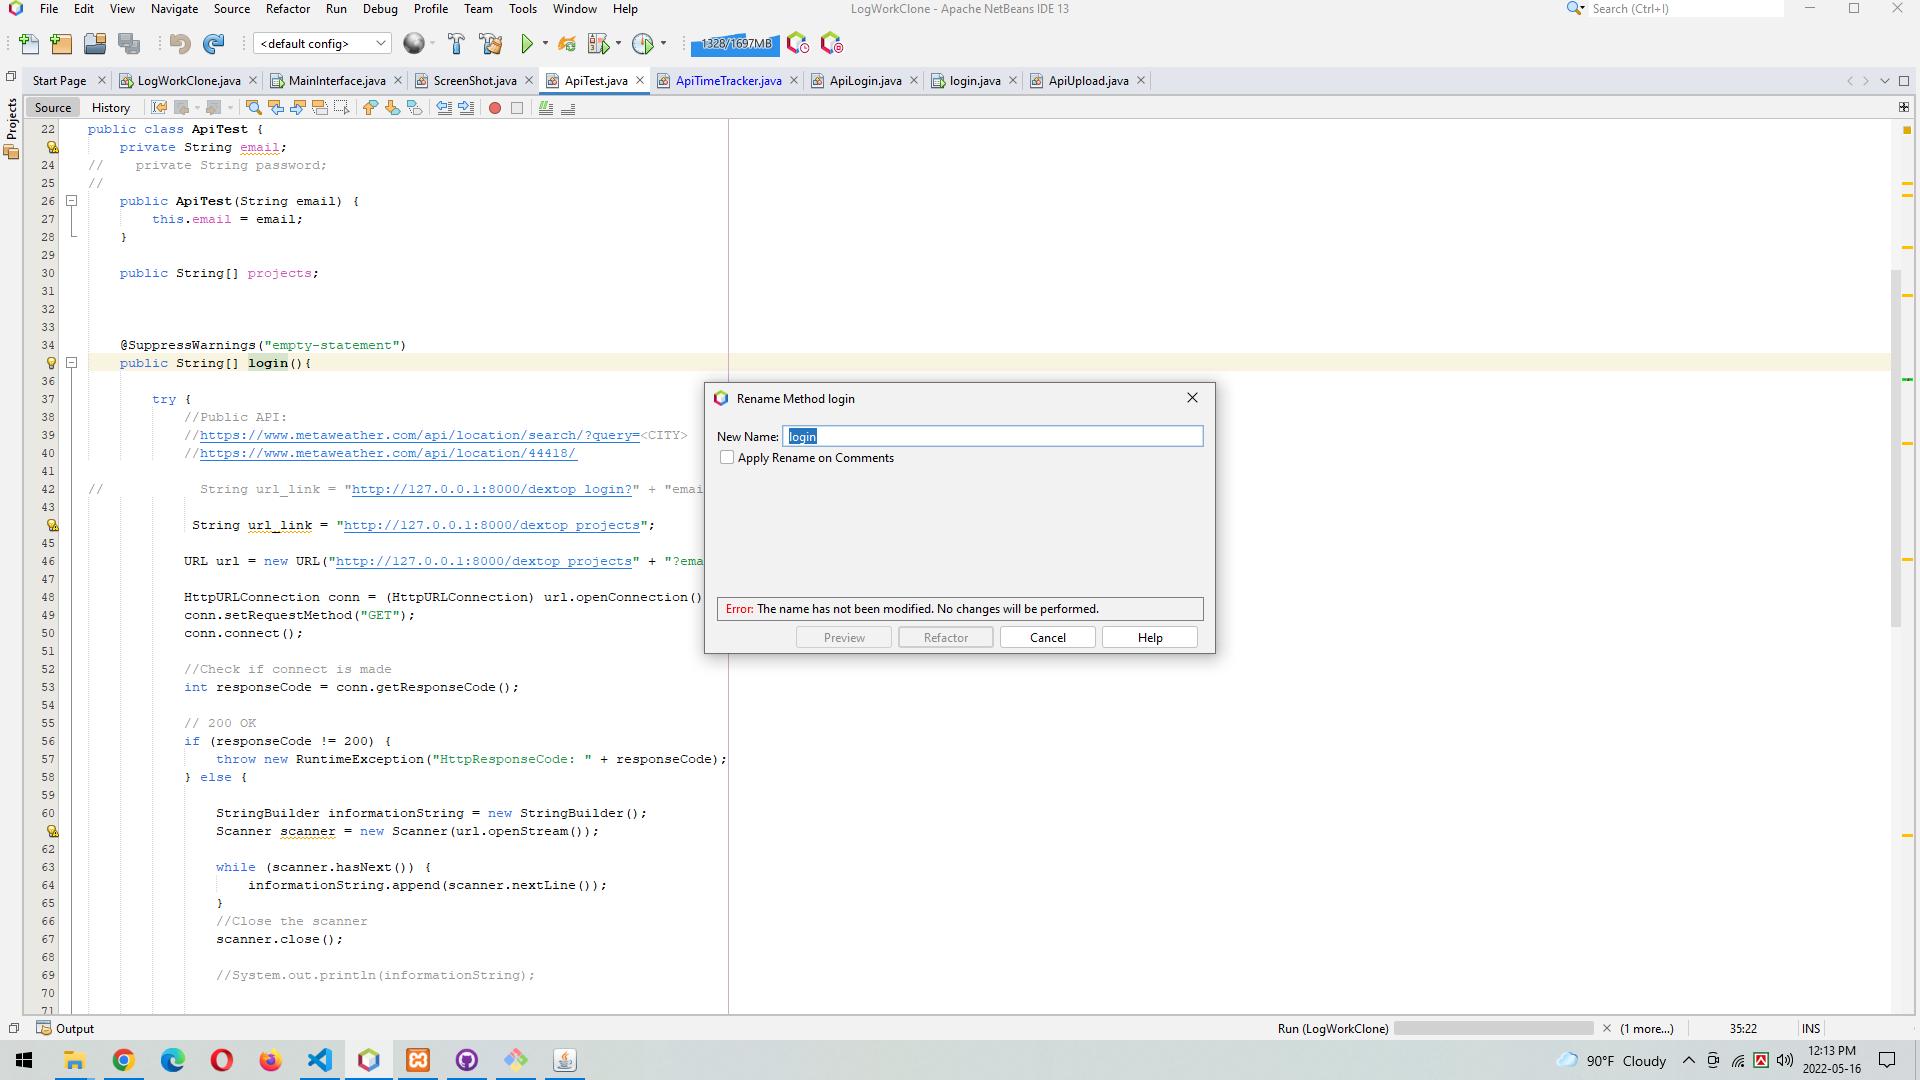 File Edit View Navigate Source Refactor Run Debug Profile Team Tools Window Help
LogWorkClone - Apache NetBeans IDE 13
Search (Ctrl+I)
<default config>
1328/1697MB
Start Page
LogWorkClone.java
MainInterface.java
ScreenShot.java
ApiTest.java
ApiTimeTracker.java
ApiLogin.java
login.java
ApiUpload.java
Source History
Projects
22 public class ApiTest {
private String email;
24 // private String password;
25 //
26 public ApiTest(String email) {
27 this.email = email;
28 }
29
30 public String[] projects;
31
32
33
34 @SuppressWarnings("empty-statement")
public String[] login(){
36
37 try {
38 //Public API:
39 //https://www.metaweather.com/api/location/search/?query=<CITY>
40 //https://www.metaweather.com/api/location/44418/
41
42 // String url_link = "http://127.0.0.1:8000/dextop_login?" + "emai
43
String url_link = "http://127.0.0.1:8000/dextop_projects";
45
46 URL url = new URL("http://127.0.0.1:8000/dextop_projects" + "?ema
47
48 HttpURLConnection conn = (HttpURLConnection) url.openConnection()
49 conn.setRequestMethod("GET");
50 conn.connect();
51
52 //Check if connect is made
53 int responseCode = conn.getResponseCode();
54
55 // 200 OK
56 if (responseCode != 200) {
57 throw new RuntimeException("HttpResponseCode: " + responseCode);
58 } else {
59
60 StringBuilder informationString = new StringBuilder();
Scanner scanner = new Scanner(url.openStream());
62
63 while (scanner.hasNext()) {
64 informationString.append(scanner.nextLine());
65 }
66 //Close the scanner
67 scanner.close();
68
69 //System.out.println(informationString);
70
71
Rename Method login
New Name: login
Apply Rename on Comments
Error: The name has not been modified. No changes will be performed.
Preview Refactor Cancel Help
Output
Run (LogWorkClone)
(1 more...)
35:22
INS
90°F Cloudy
12:13 PM
2022-05-16